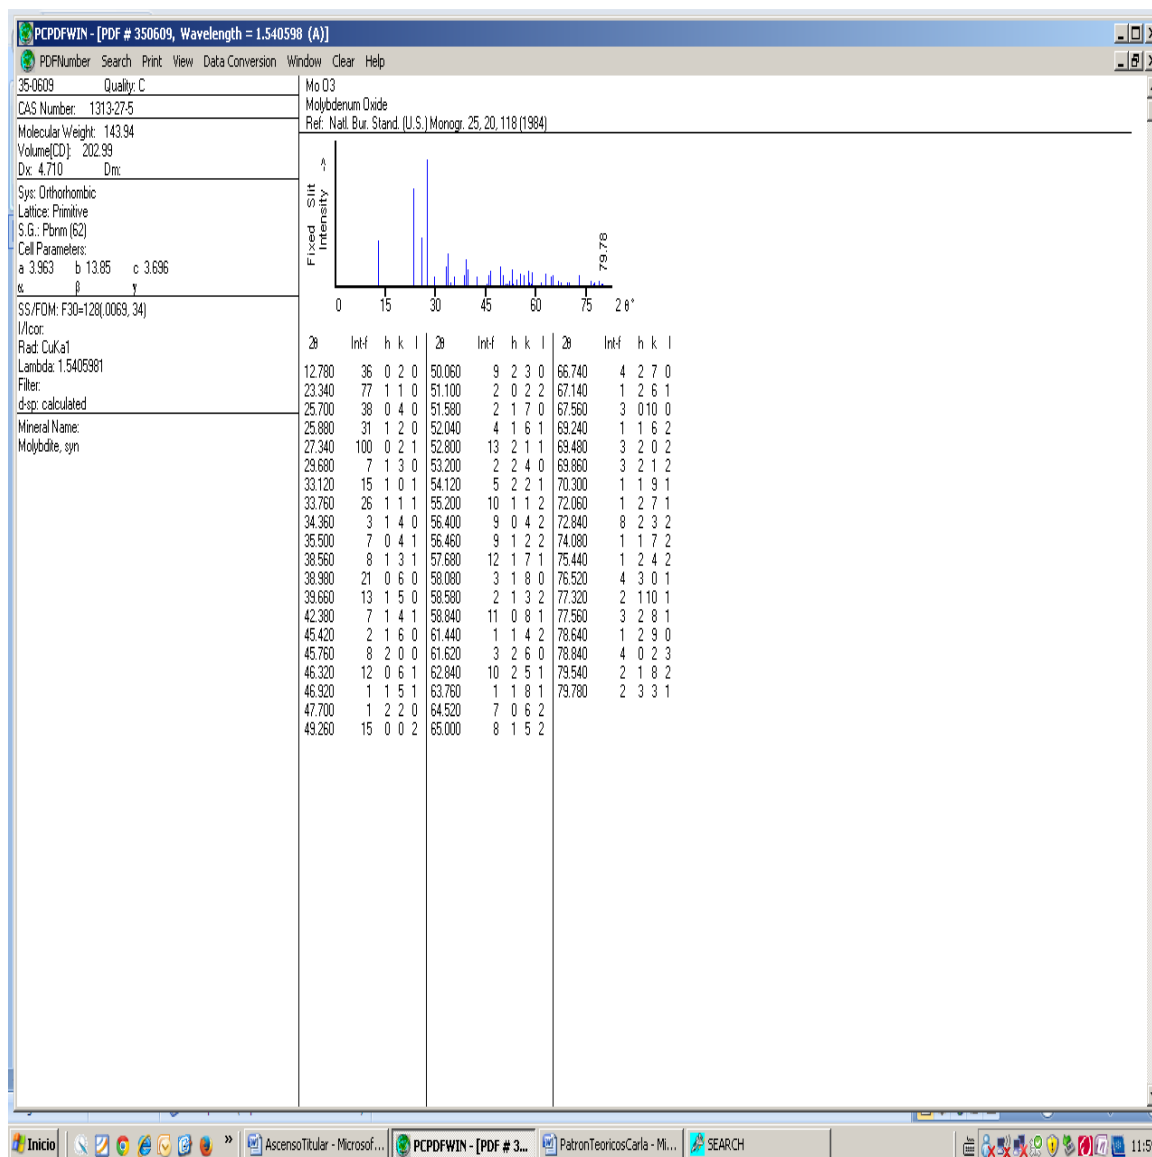 PCPDFWIN - [PDF # 350609, Wavelength = 1.540598 (A)]
PDFNumber Search Print View Data Conversion Window Clear Help
35-0609 Quality: C
CAS Number: 1313-27-5
Molecular Weight: 143.94
Volume[CD]: 202.99
Dx: 4.710 Dm:
Sys: Orthorhombic
Lattice: Primitive
S.G.: Pbnm (62)
Cell Parameters:
a 3.963 b 13.85 c 3.696
α β γ
SS/FOM: F30=128(.0069, 34)
I/Icor:
Rad: CuKa1
Lambda: 1.5405981
Filter:
d-sp: calculated
Mineral Name:
Molybdite, syn
Mo O3
Molybdenum Oxide
Ref: Natl. Bur. Stand. (U.S.) Monogr. 25, 20, 118 (1984)
Fixed Slit
Intensity ->
79.78
0 15 30 45 60 75 2 θ°
2θ Int-f h k l 2θ Int-f h k l 2θ Int-f h k l
12.780 36 0 2 0 50.060 9 2 3 0 66.740 4 2 7 0
23.340 77 1 1 0 51.100 2 0 2 2 67.140 1 2 6 1
25.700 38 0 4 0 51.580 2 1 7 0 67.560 3 0 10 0
25.880 31 1 2 0 52.040 4 1 6 1 69.240 1 1 6 2
27.340 100 0 2 1 52.800 13 2 1 1 69.480 3 2 0 2
29.680 7 1 3 0 53.200 2 2 4 0 69.860 3 2 1 2
33.120 15 1 0 1 54.120 5 2 2 1 70.300 1 1 9 1
33.760 26 1 1 1 55.200 10 1 1 2 72.060 1 2 7 1
34.360 3 1 4 0 56.400 9 0 4 2 72.840 8 2 3 2
35.500 7 0 4 1 56.460 9 1 2 2 74.080 1 1 7 2
38.560 8 1 3 1 57.680 12 1 7 1 75.440 1 2 4 2
38.980 21 0 6 0 58.080 3 1 8 0 76.520 4 3 0 1
39.660 13 1 5 0 58.580 2 1 3 2 77.320 2 1 10 1
42.380 7 1 4 1 58.840 11 0 8 1 77.560 3 2 8 1
45.420 2 1 6 0 61.440 1 1 4 2 78.640 1 2 9 0
45.760 8 2 0 0 61.620 3 2 6 0 78.840 4 0 2 3
46.320 12 0 6 1 62.840 10 2 5 1 79.540 2 1 8 2
46.920 1 1 5 1 63.760 1 1 8 1 79.780 2 3 3 1
47.700 1 2 2 0 64.520 7 0 6 2
49.260 15 0 0 2 65.000 8 1 5 2
Inicio » AscensoTitular - Microsof... PCPDFWIN - [PDF # 3... PatronTeoricosCarla - Mi... SEARCH